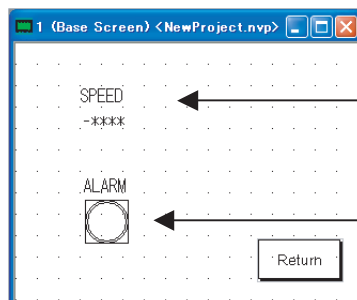 1 (Base Screen) <NewProject.nvp>
SPEED
-****
ALARM
Return